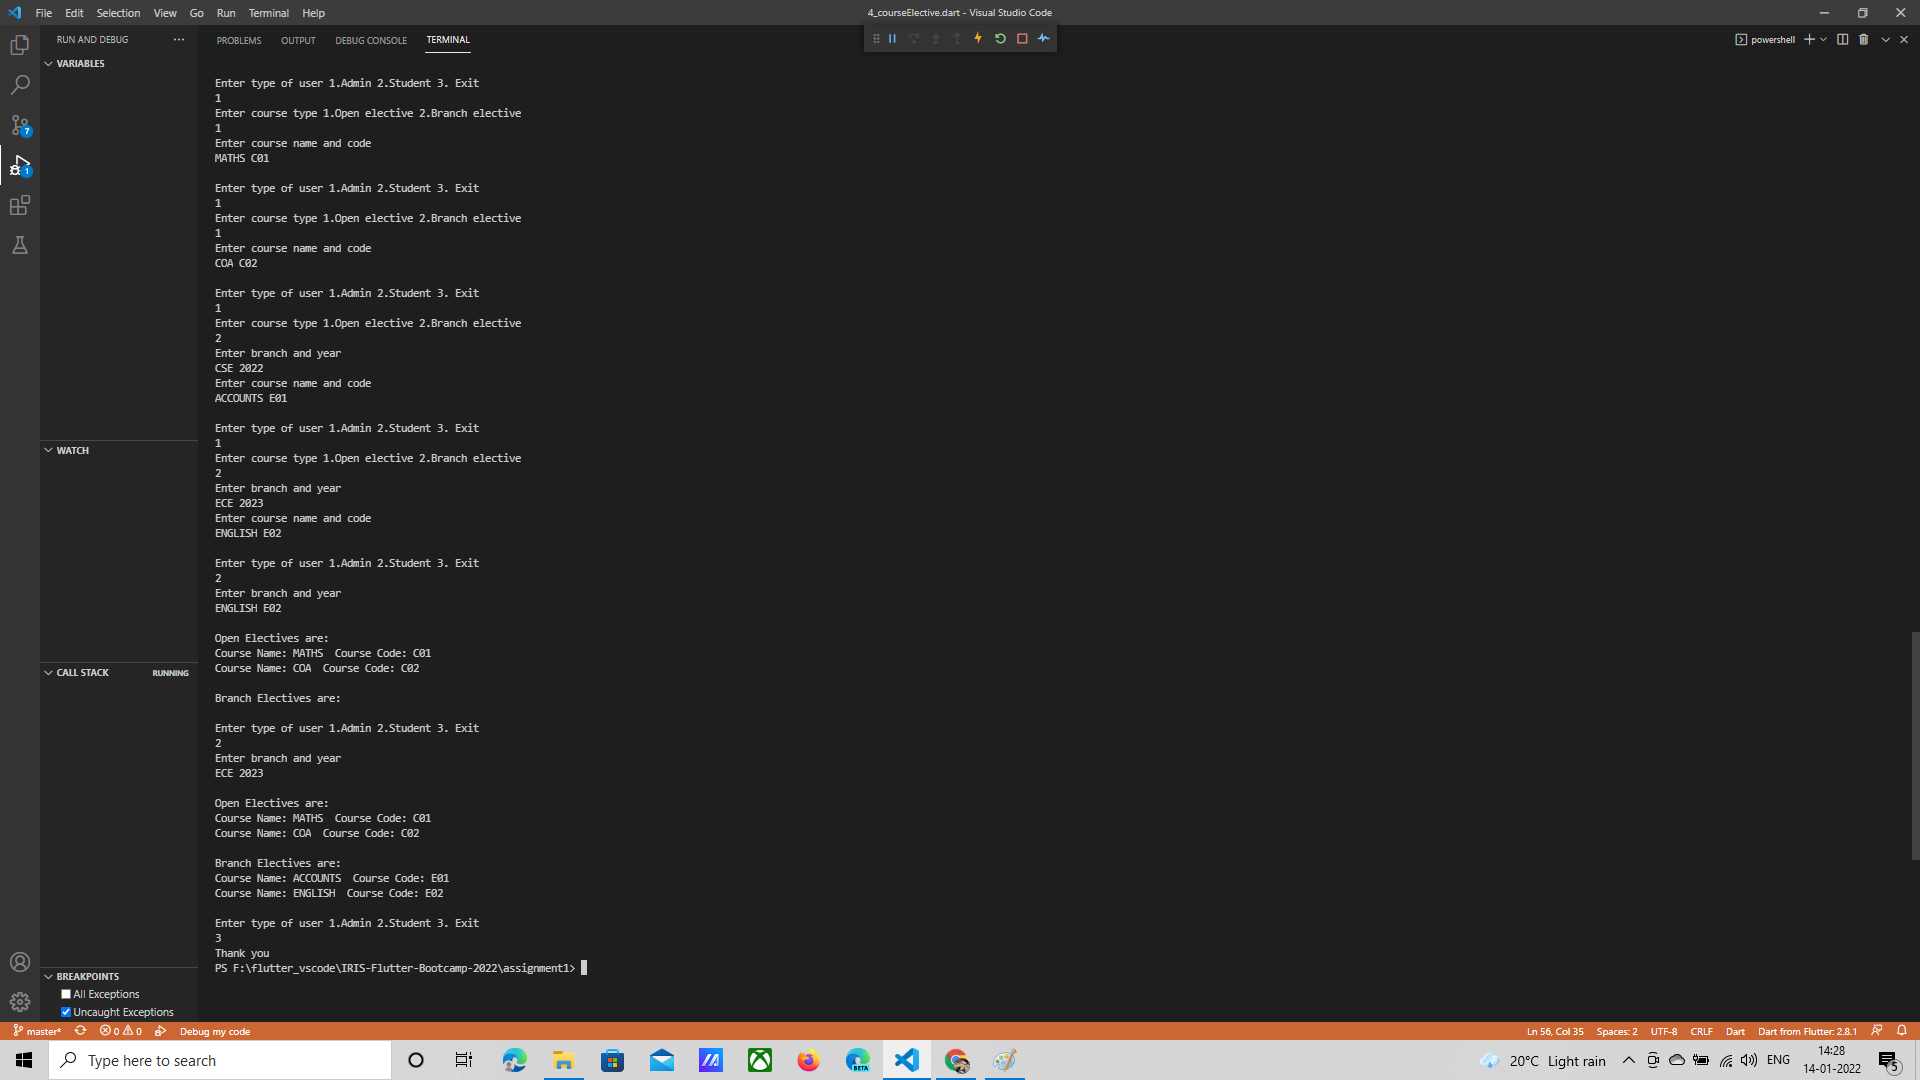 File Edit Selection View Go Run Terminal Help
4_courseElective.dart - Visual Studio Code
RUN AND DEBUG
PROBLEMS OUTPUT DEBUG CONSOLE TERMINAL
powershell
VARIABLES
WATCH
CALL STACK RUNNING
BREAKPOINTS
All Exceptions
Uncaught Exceptions
7
1
Enter type of user 1.Admin 2.Student 3. Exit
1
Enter course type 1.Open elective 2.Branch elective
1
Enter course name and code
MATHS C01
Enter type of user 1.Admin 2.Student 3. Exit
1
Enter course type 1.Open elective 2.Branch elective
1
Enter course name and code
COA C02
Enter type of user 1.Admin 2.Student 3. Exit
1
Enter course type 1.Open elective 2.Branch elective
2
Enter branch and year
CSE 2022
Enter course name and code
ACCOUNTS E01
Enter type of user 1.Admin 2.Student 3. Exit
1
Enter course type 1.Open elective 2.Branch elective
2
Enter branch and year
ECE 2023
Enter course name and code
ENGLISH E02
Enter type of user 1.Admin 2.Student 3. Exit
2
Enter branch and year
ENGLISH E02
Open Electives are:
Course Name: MATHS  Course Code: C01
Course Name: COA  Course Code: C02
Branch Electives are:
Enter type of user 1.Admin 2.Student 3. Exit
2
Enter branch and year
ECE 2023
Open Electives are:
Course Name: MATHS  Course Code: C01
Course Name: COA  Course Code: C02
Branch Electives are:
Course Name: ACCOUNTS  Course Code: E01
Course Name: ENGLISH  Course Code: E02
Enter type of user 1.Admin 2.Student 3. Exit
3
Thank you
PS F:\flutter_vscode\IRIS-Flutter-Bootcamp-2022\assignment1>
master* 0 0 Debug my code
Ln 56, Col 35 Spaces: 2 UTF-8 CRLF Dart Dart from Flutter: 2.8.1
Type here to search
BETA
20°C Light rain
ENG
14:28
14-01-2022
5